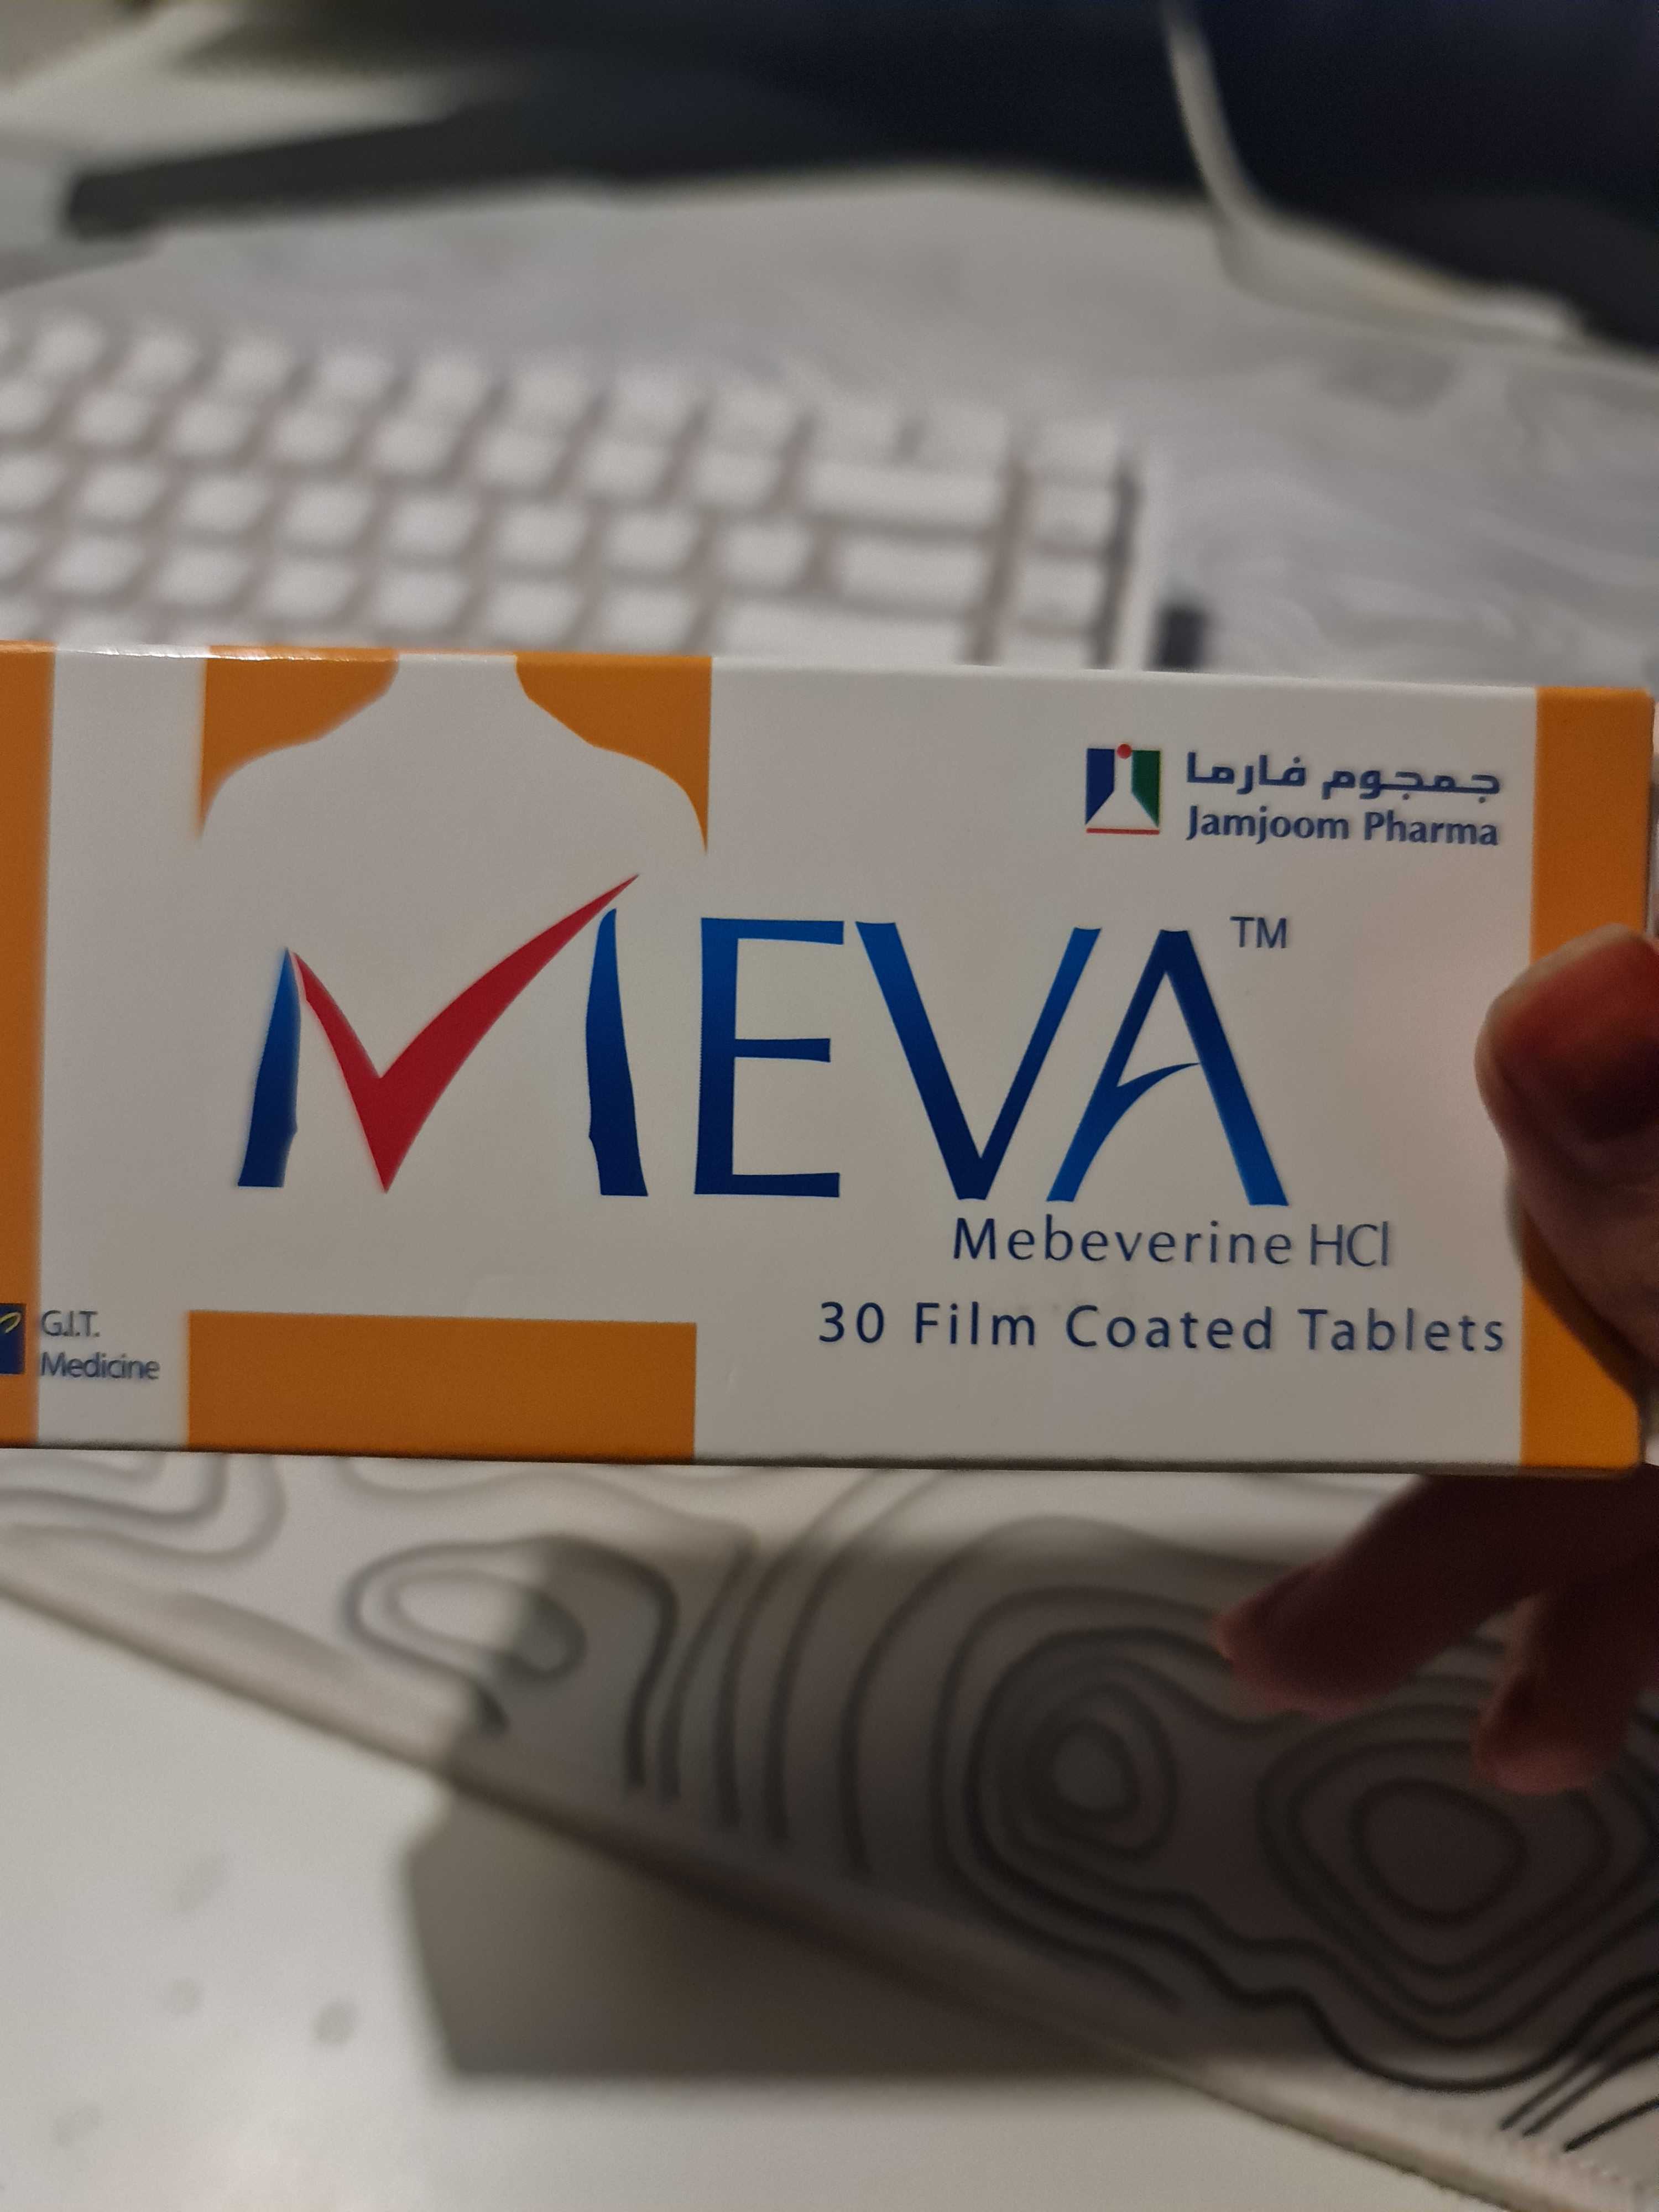 جمجوم فارما
Jamjoom Pharma
MEVA™
Mebeverine HCl
30 Film Coated Tablets
G.I.T.
Medicine